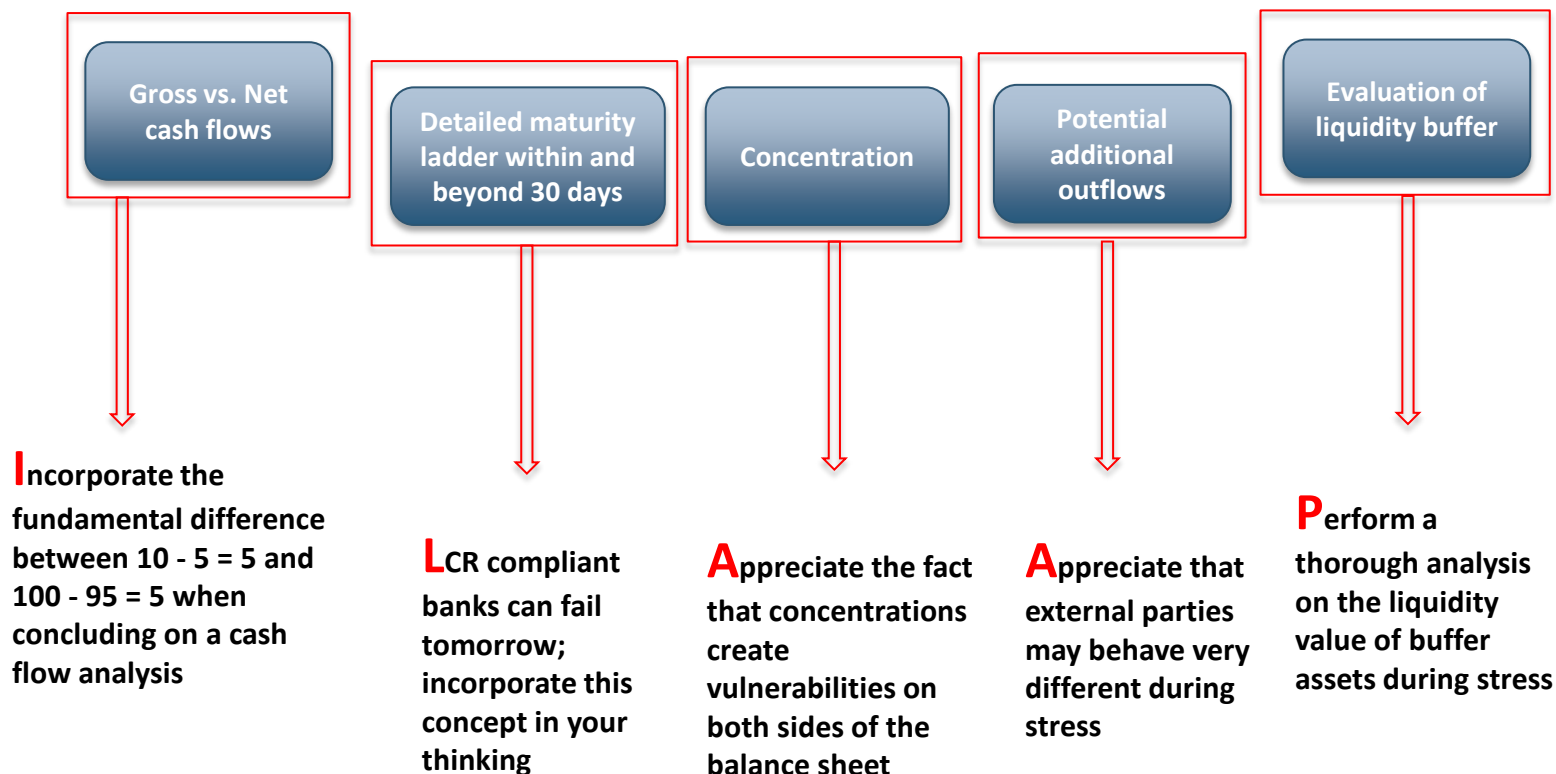 Gross vs. Net
cash flows
Detailed maturity
ladder within and
beyond 30 days
Concentration
Potential
additional
outflows
Evaluation of
liquidity buffer
Incorporate the
fundamental difference
between 10 - 5 = 5 and
100 - 95 = 5 when
concluding on a cash
flow analysis
LCR compliant
banks can fail
tomorrow;
incorporate this
concept in your
thinking
Appreciate the fact
that concentrations
create
vulnerabilities on
both sides of the
balance sheet
Appreciate that
external parties
may behave very
different during
stress
Perform a
thorough analysis
on the liquidity
value of buffer
assets during stress